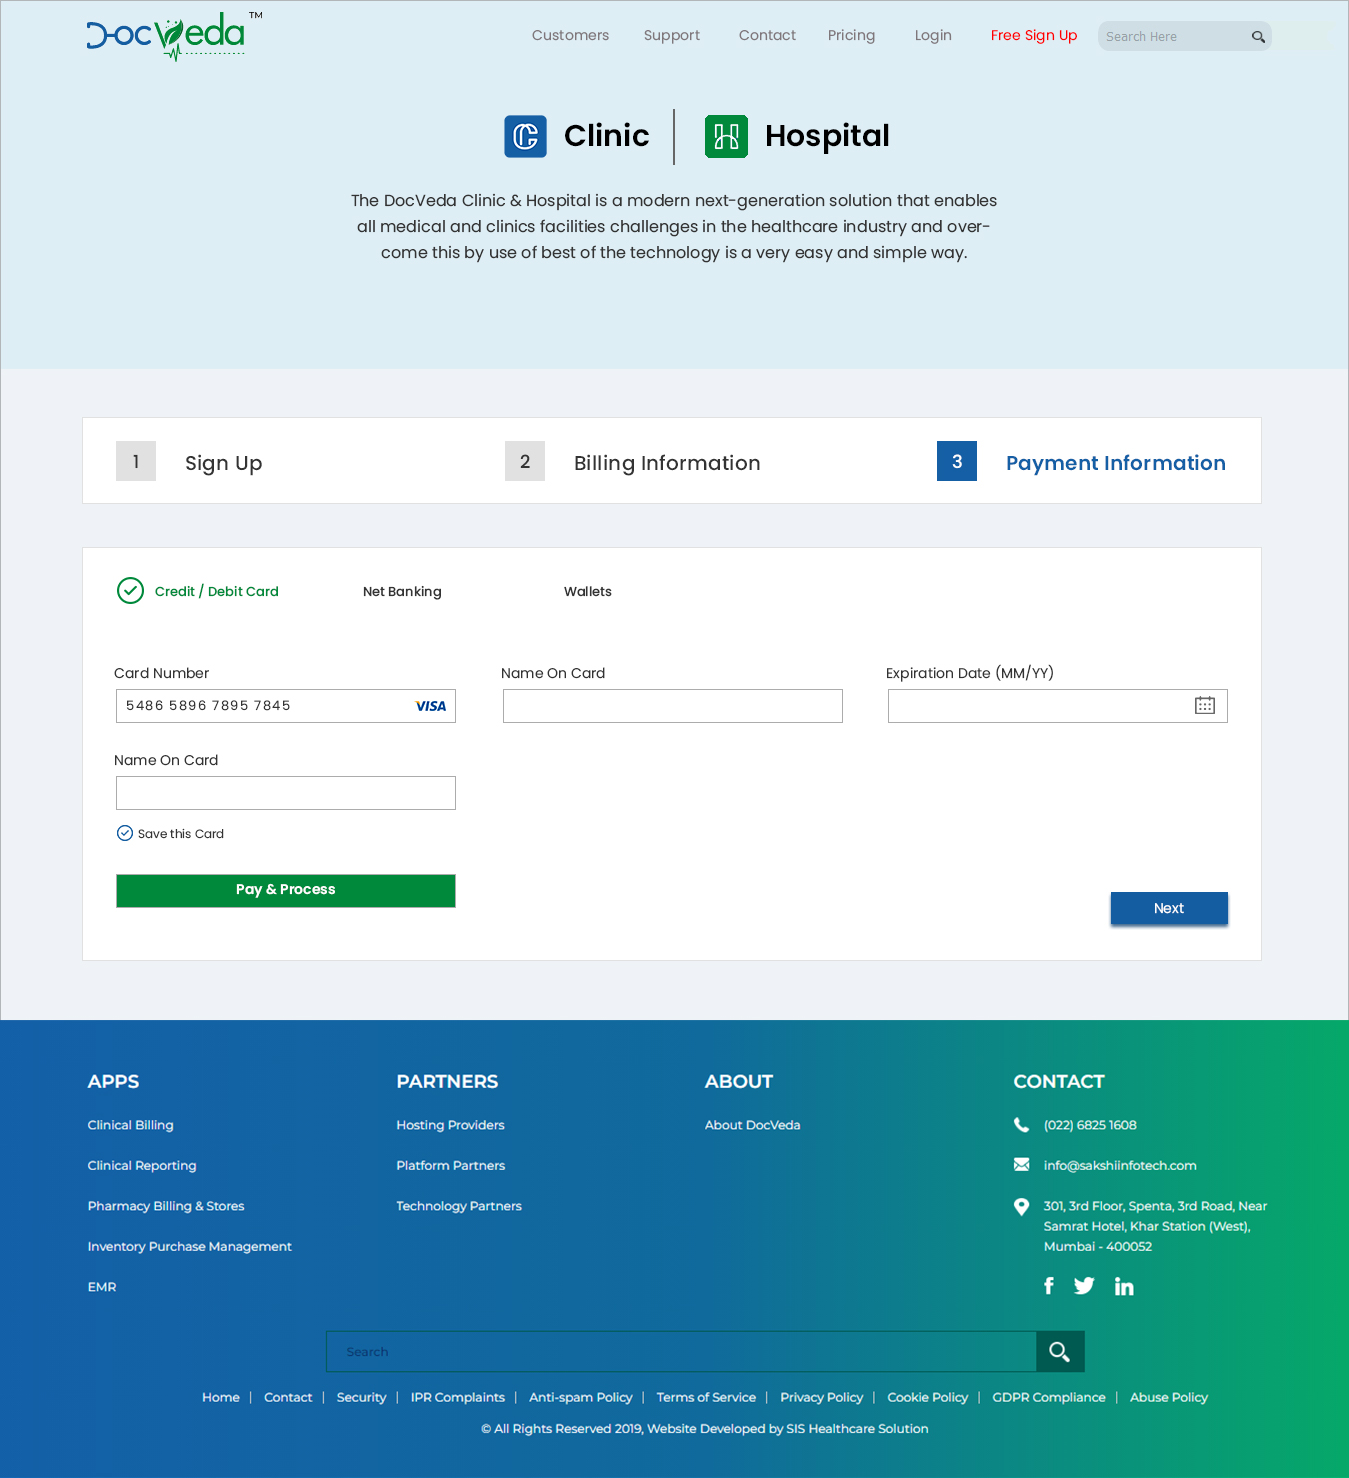 DocVeda ™
Customers Support Contact Pricing Login Free Sign Up Search Here
Clinic Hospital
The DocVeda Clinic & Hospital is a modern next-generation solution that enables
all medical and clinics facilities challenges in the healthcare industry and over-
come this by use of best of the technology is a very easy and simple way.
1 Sign Up 2 Billing Information 3 Payment Information
Credit / Debit Card Net Banking Wallets
Card Number Name On Card Expiration Date (MM/YY)
5486 5896 7895 7845 VISA
Name On Card
Save this Card
Pay & Process
Next
APPS PARTNERS ABOUT CONTACT
Clinical Billing Hosting Providers About DocVeda (022) 6825 1608
Clinical Reporting Platform Partners info@sakshiinfotech.com
Pharmacy Billing & Stores Technology Partners 301, 3rd Floor, Spenta, 3rd Road, Near
Samrat Hotel, Khar Station (West),
Inventory Purchase Management Mumbai - 400052
EMR
Search
Home | Contact | Security | IPR Complaints | Anti-spam Policy | Terms of Service | Privacy Policy | Cookie Policy | GDPR Compliance | Abuse Policy
© All Rights Reserved 2019, Website Developed by SIS Healthcare Solution